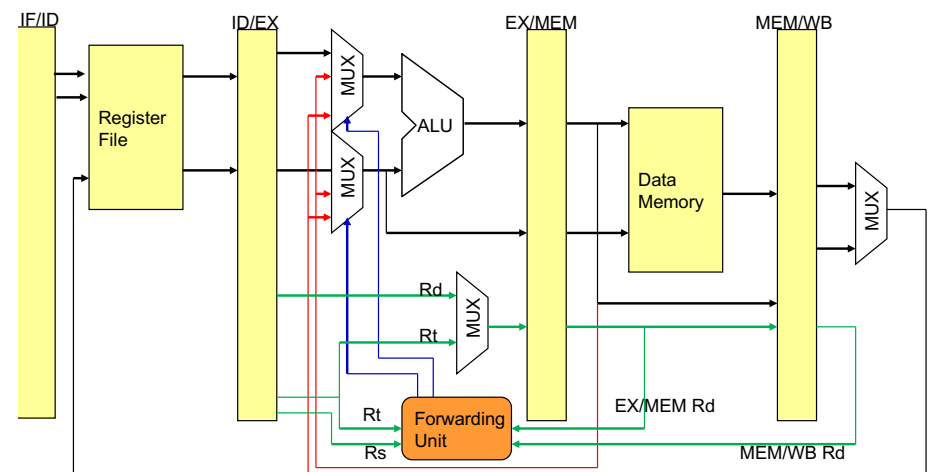 IF/ID
ID/EX
EX/MEM
MEM/WB
Register
File
MUX
MUX
ALU
Data
Memory
MUX
Rd
MUX
Rt
Rt
Rs
Forwarding
Unit
EX/MEM Rd
MEM/WB Rd